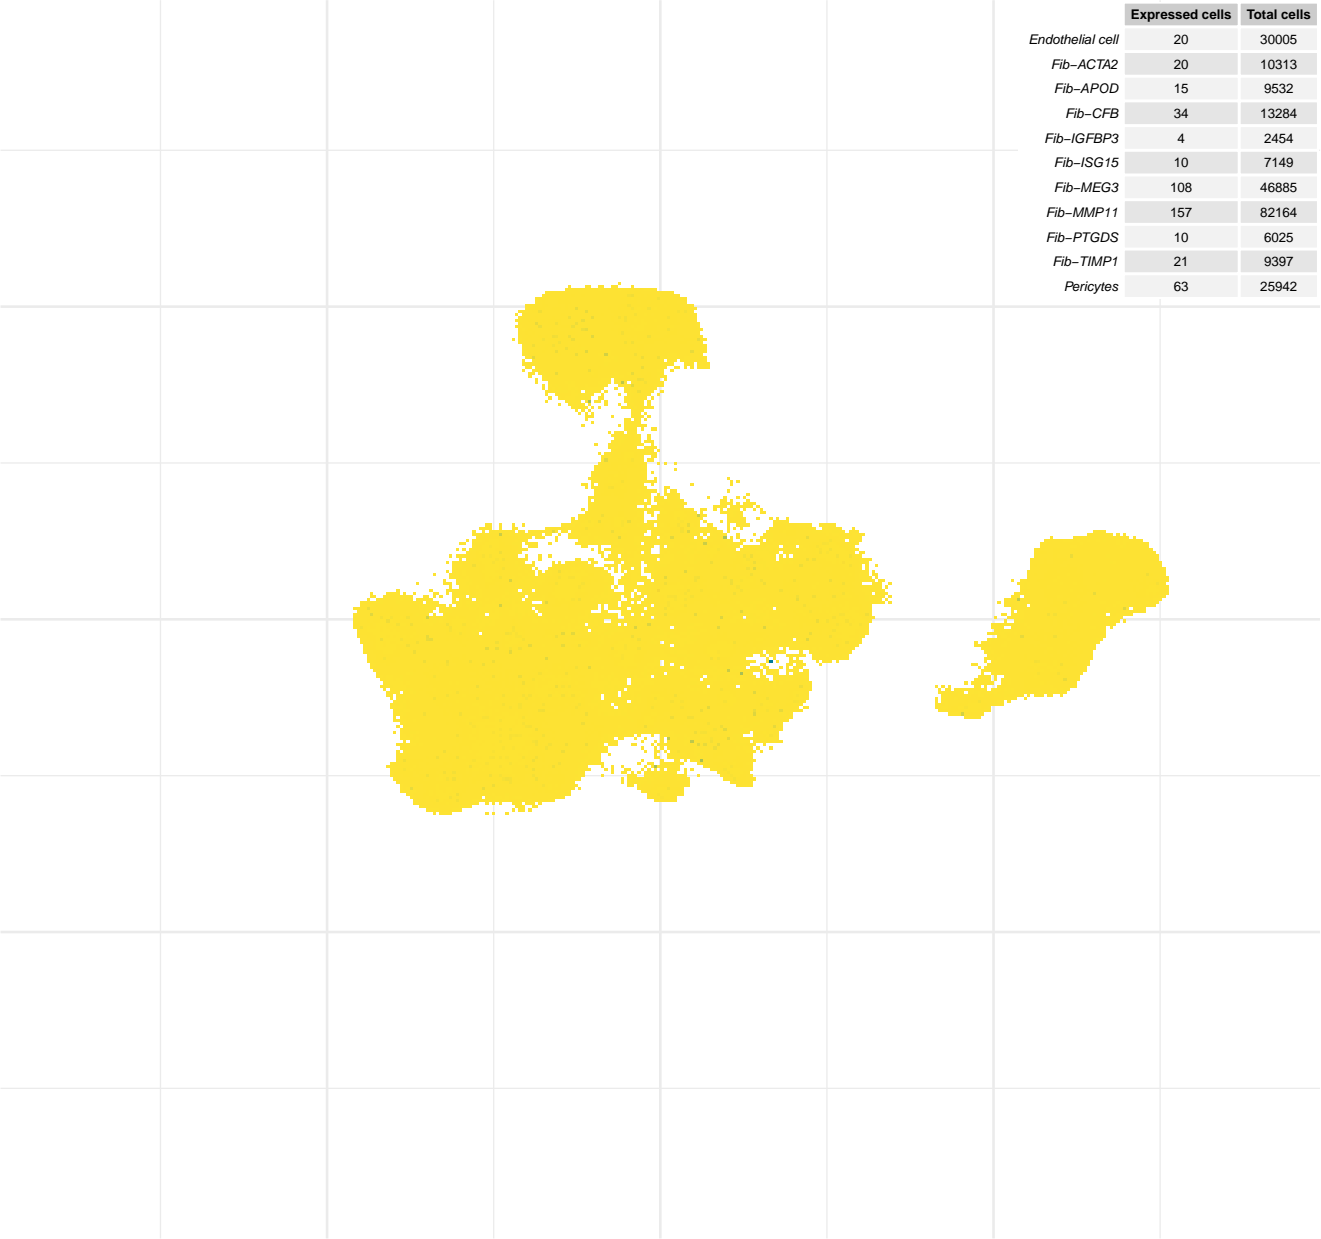 Expressed cells Total cells
Endothelial cell 20 30005
Fib−ACTA2 20 10313
Fib−APOD 15 9532
Fib−CFB 34 13284
Fib−IGFBP3 4 2454
Fib−ISG15 10 7149
Fib−MEG3 108 46885
Fib−MMP11 157 82164
Fib−PTGDS 10 6025
Fib−TIMP1 21 9397
Pericytes 63 25942